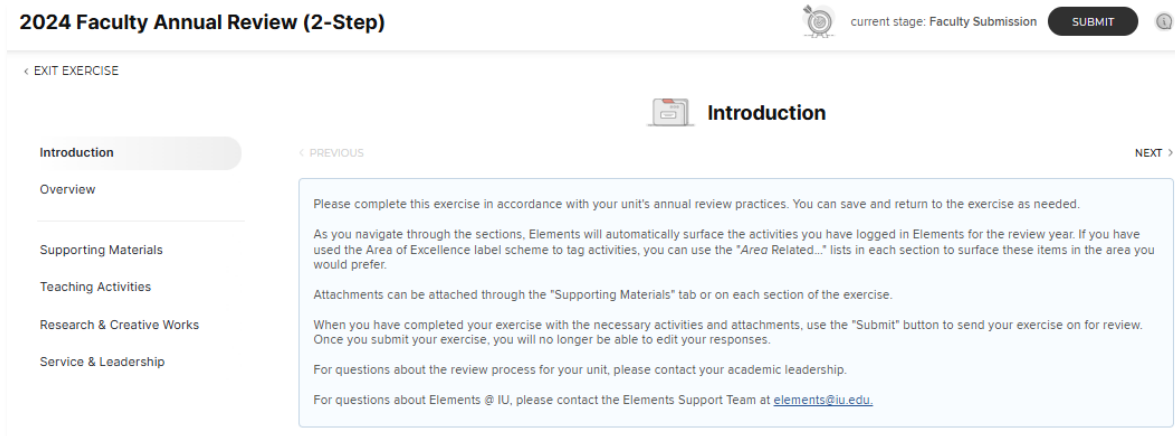 2024 Faculty Annual Review (2-Step)
current stage: Faculty Submission
SUBMIT
‹ EXIT EXERCISE
Introduction
Introduction
Overview
Supporting Materials
Teaching Activities
Research & Creative Works
Service & Leadership
‹ PREVIOUS
NEXT ›
Please complete this exercise in accordance with your unit's annual review practices. You can save and return to the exercise as needed.
As you navigate through the sections, Elements will automatically surface the activities you have logged in Elements for the review year. If you have
used the Area of Excellence label scheme to tag activities, you can use the "Area Related..." lists in each section to surface these items in the area you
would prefer.
Attachments can be attached through the "Supporting Materials" tab or on each section of the exercise.
When you have completed your exercise with the necessary activities and attachments, use the "Submit" button to send your exercise on for review.
Once you submit your exercise, you will no longer be able to edit your responses.
For questions about the review process for your unit, please contact your academic leadership.
For questions about Elements @ IU, please contact the Elements Support Team at elements@iu.edu.